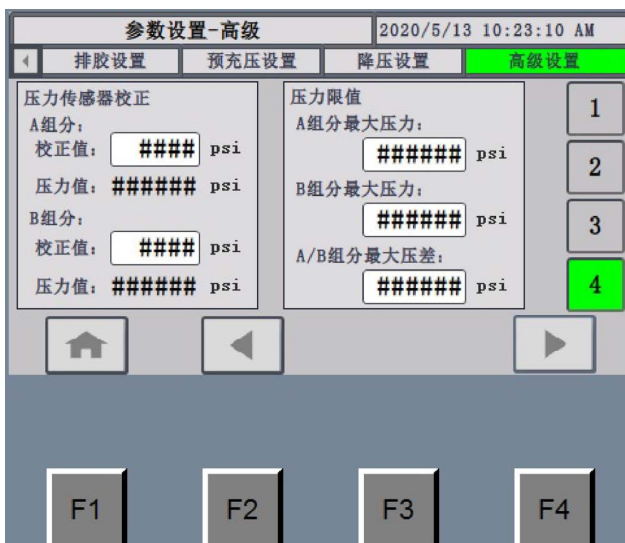 参数设置-高级
2020/5/13 10:23:10 AM
排胶设置
预充压设置
降压设置
高级设置
压力传感器校正
A组分:
校正值: #### psi
压力值: ###### psi
B组分:
校正值: #### psi
压力值: ###### psi
压力限值
A组分最大压力:
###### psi
B组分最大压力:
###### psi
A/B组分最大压差:
###### psi
1
2
3
4
F1
F2
F3
F4